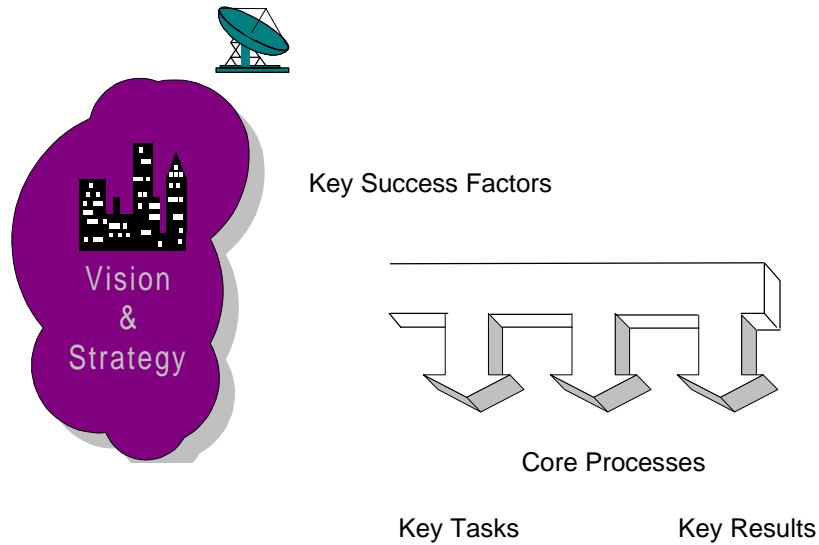 Key Success Factors
Vision
&
Strategy
Core Processes
Key Tasks
Key Results